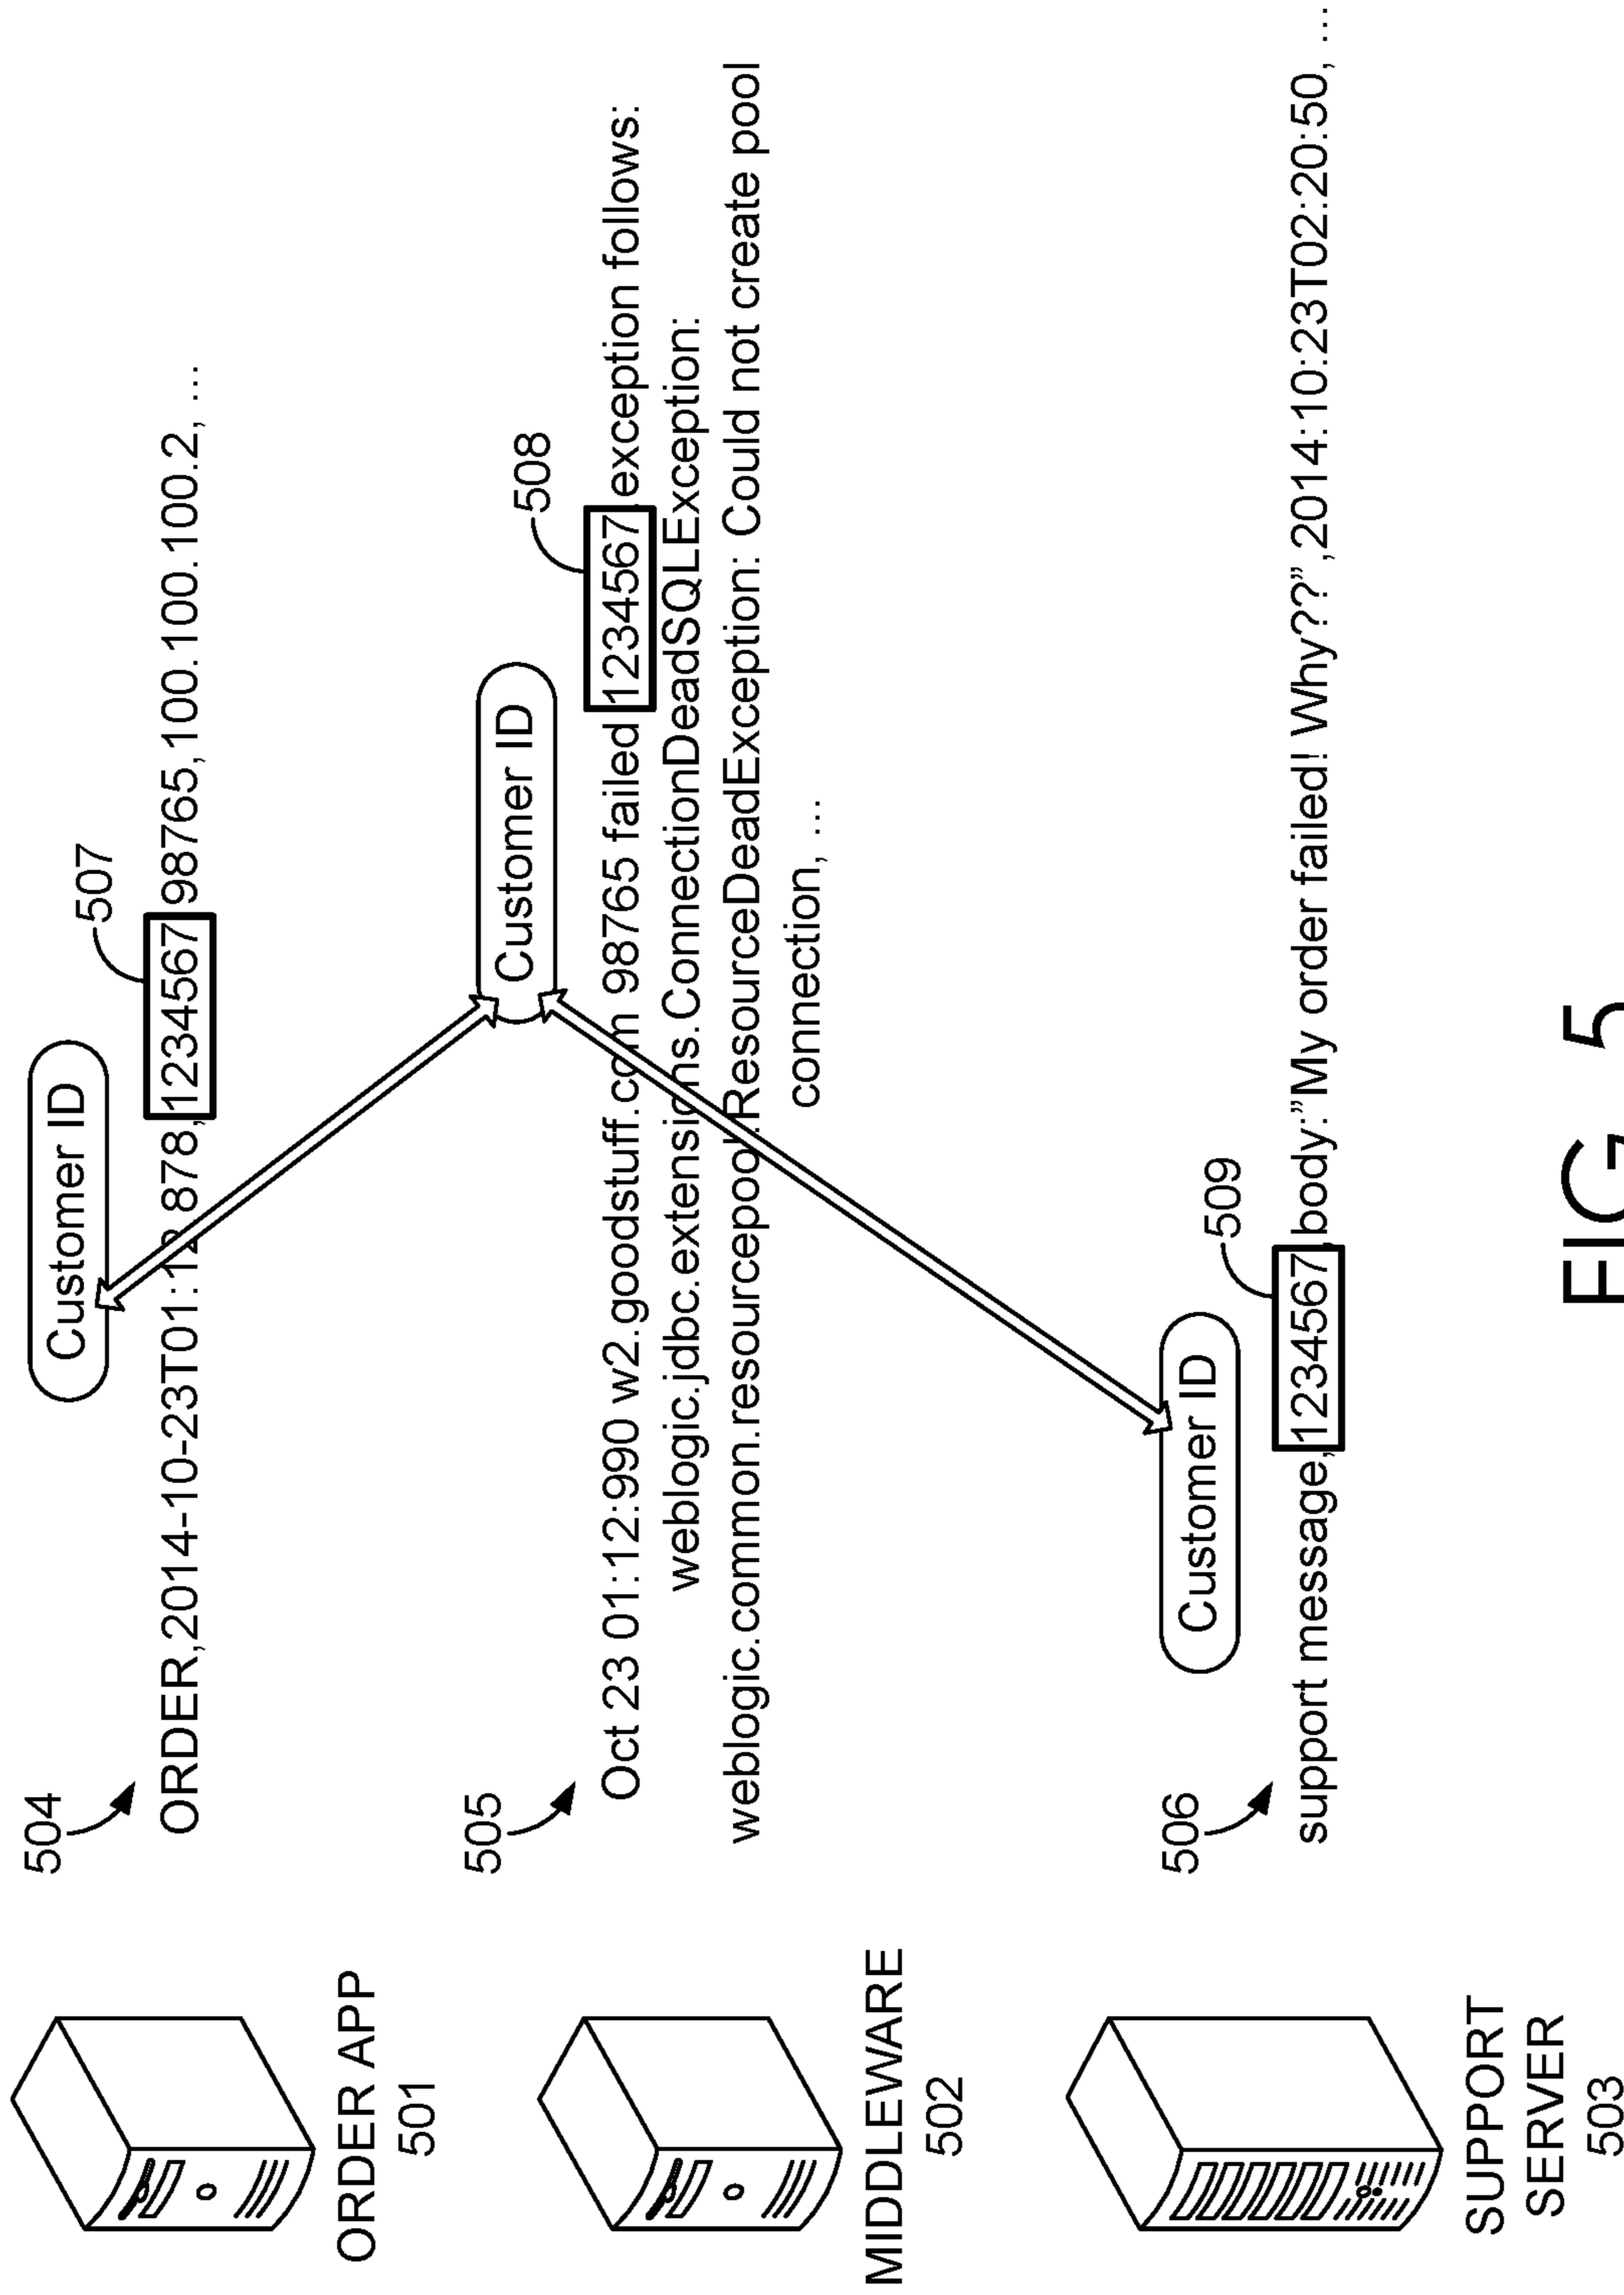 504
Customer ID
507
ORDER,2014-10-23T01:12 878,1234567 98765,100.100.100.2, …
ORDER APP
501
505
Customer ID
508
Oct 23 01:12:990 w2.goodstuff.com 98765 failed 1234567 exception follows:
weblogic.jdbc.extensions.ConnectionDeadSQLException:
weblogic.common.resourcepool.ResourceDeadException: Could not create pool
connection, …
MIDDLEWARE
502
506
Customer ID
509
support message,1234567 body:”My order failed! Why??”,2014:10:23T02:20:50, …
SUPPORT
SERVER
503
FIG. 5